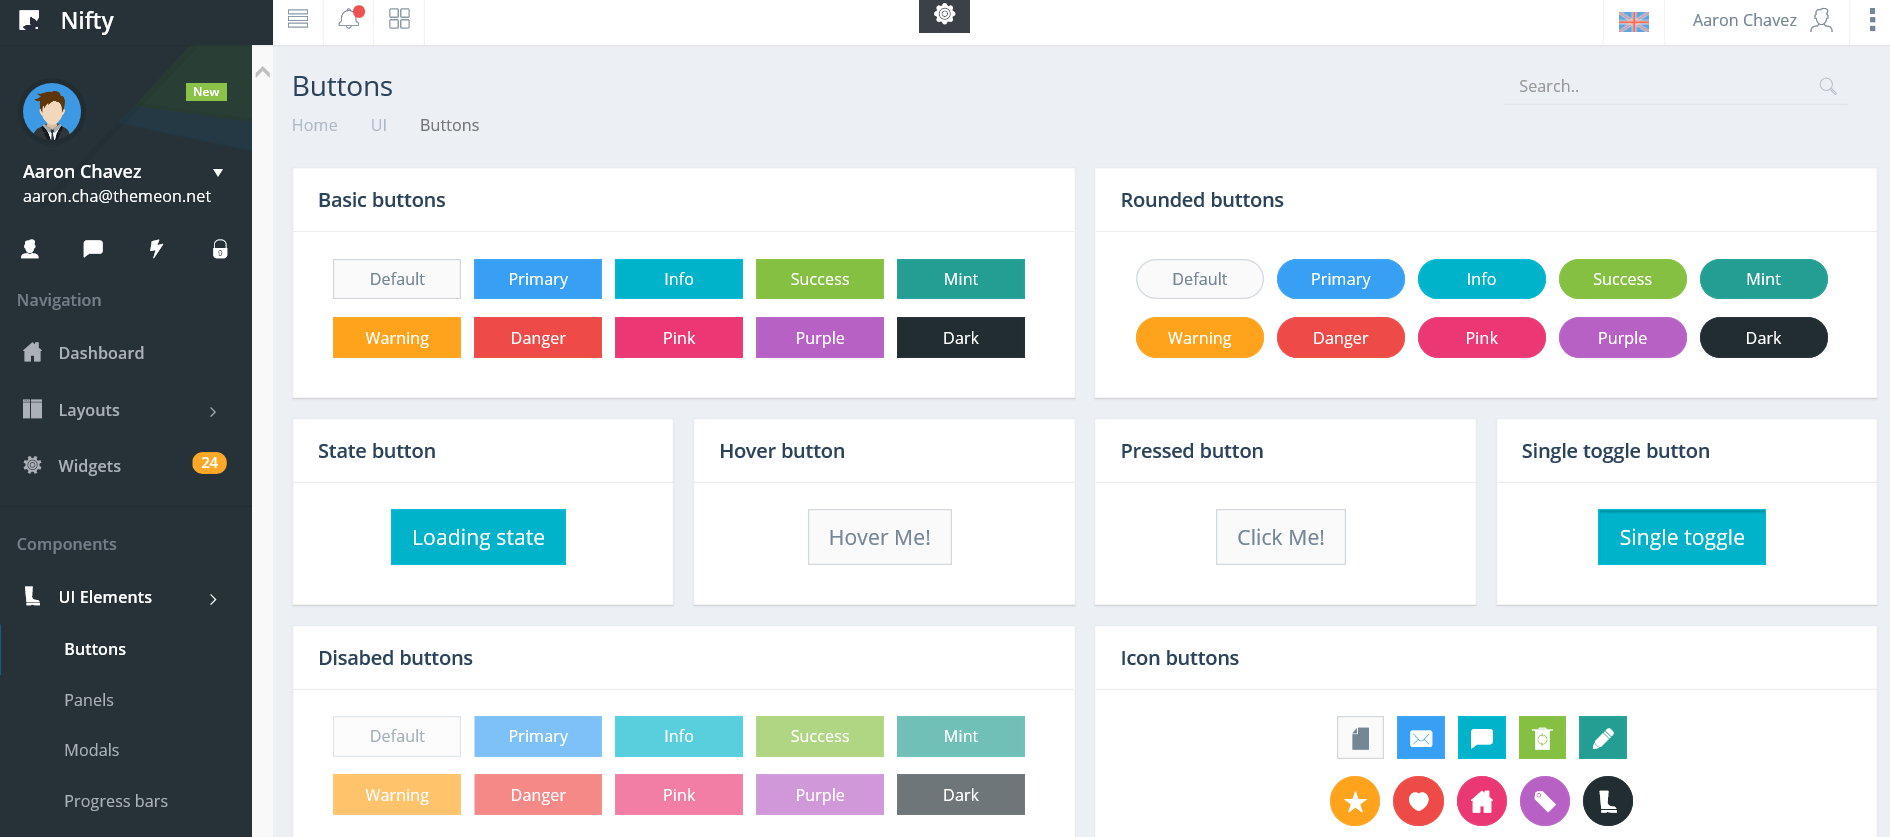 Nifty
Aaron Chavez
Buttons
Search..
Home UI Buttons
New
Aaron Chavez
aaron.cha@themeon.net
Navigation
Dashboard
Layouts
Widgets 24
Components
UI Elements
Buttons
Panels
Modals
Progress bars
Basic buttons
Default Primary Info Success Mint
Warning Danger Pink Purple Dark
Rounded buttons
Default Primary Info Success Mint
Warning Danger Pink Purple Dark
State button
Loading state
Hover button
Hover Me!
Pressed button
Click Me!
Single toggle button
Single toggle
Disabed buttons
Default Primary Info Success Mint
Warning Danger Pink Purple Dark
Icon buttons